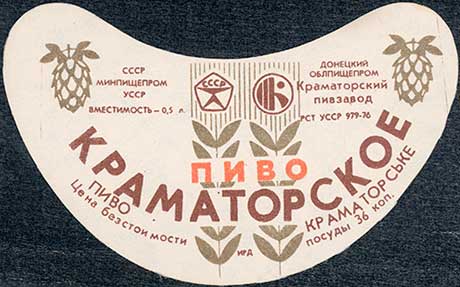 СССР
МИНПИЩЕПРОМ
УССР
ВМЕСТИМОСТЬ – 0,5 л.
СССР
К
ДОНЕЦКИЙ
ОБЛПИЩЕПРОМ
Краматорский
пивзавод
РСТ УССР 979-76
ПИВО
КРАМАТОРСКОЕ
ПИВО КРАМАТОРСЬКЕ
Цена без стоимости посуды 36 коп.
ИРД